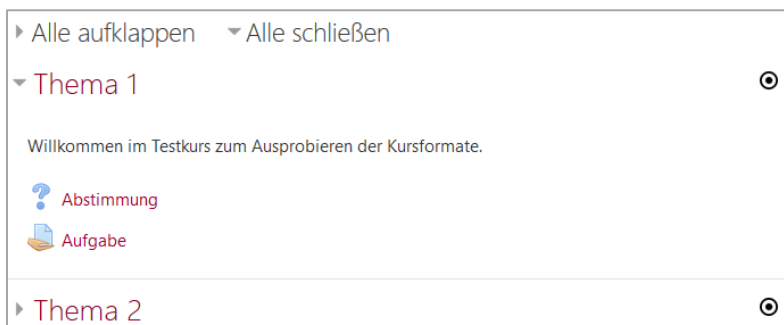 Alle aufklappen Alle schließen
Thema 1
Willkommen im Testkurs zum Ausprobieren der Kursformate.
Abstimmung
Aufgabe
Thema 2